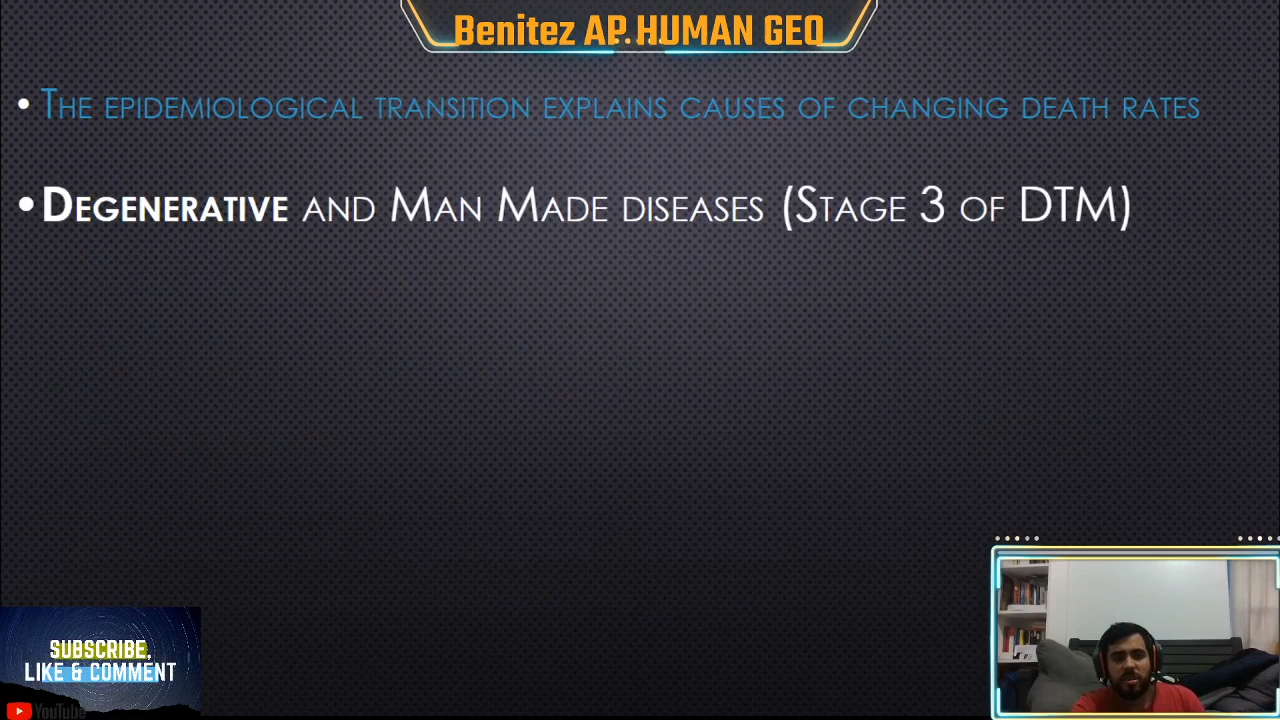 Benitez AP HUMAN GEO
• The epidemiological transition explains causes of changing death rates
• Degenerative and Man Made diseases (Stage 3 of DTM)
SUBSCRIBE,
LIKE & COMMENT
YouTube